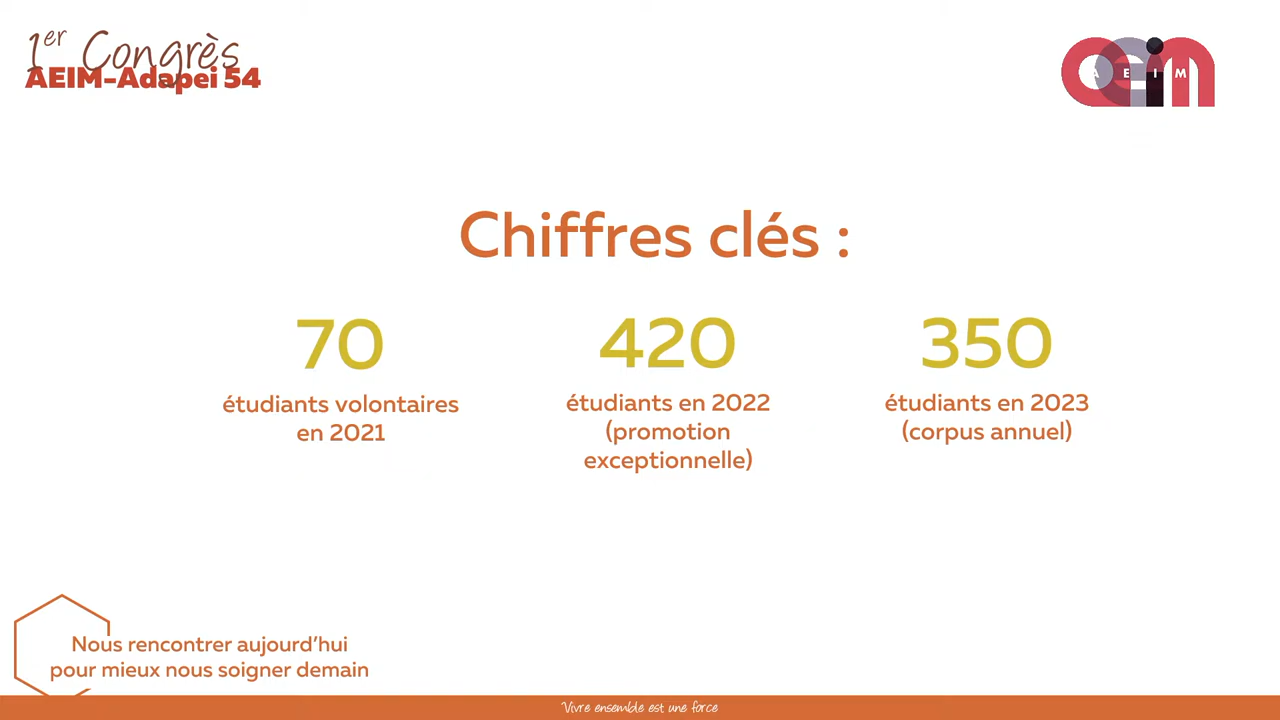 1er Congrès
AEIM-Adapei 54
A E I M
aeim
Chiffres clés :
70
étudiants volontaires
en 2021
420
étudiants en 2022
(promotion
exceptionnelle)
350
étudiants en 2023
(corpus annuel)
Nous rencontrer aujourd’hui
pour mieux nous soigner demain
Vivre ensemble est une force